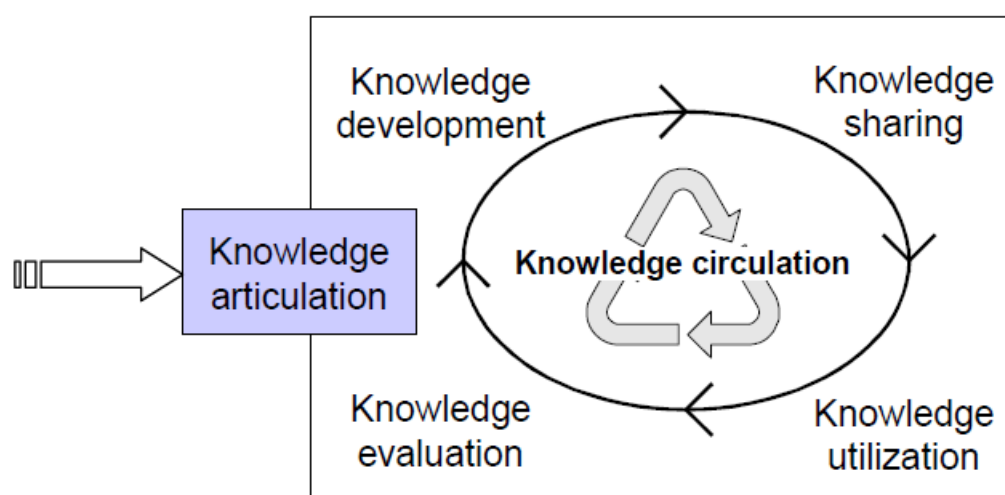 Knowledge
development
Knowledge
sharing
Knowledge
articulation
Knowledge circulation
Knowledge
evaluation
Knowledge
utilization